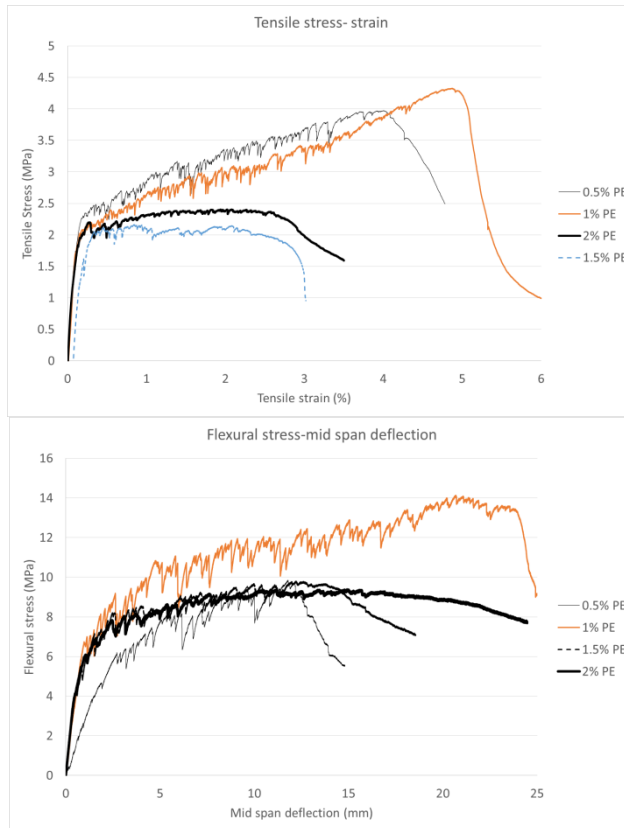 Tensile stress- strain
5
4.5
4
3.5
3
2.5
2
1.5
1
0.5
0
Tensile Stress (MPa)
0 1 2 3 4 5 6
Tensile strain (%)
0.5% PE
1% PE
2% PE
1.5% PE
Flexural stress-mid span deflection
16
14
12
10
8
6
4
2
0
Flexural stress (MPa)
0 5 10 15 20 25
Mid span deflection (mm)
0.5% PE
1% PE
1.5% PE
2% PE